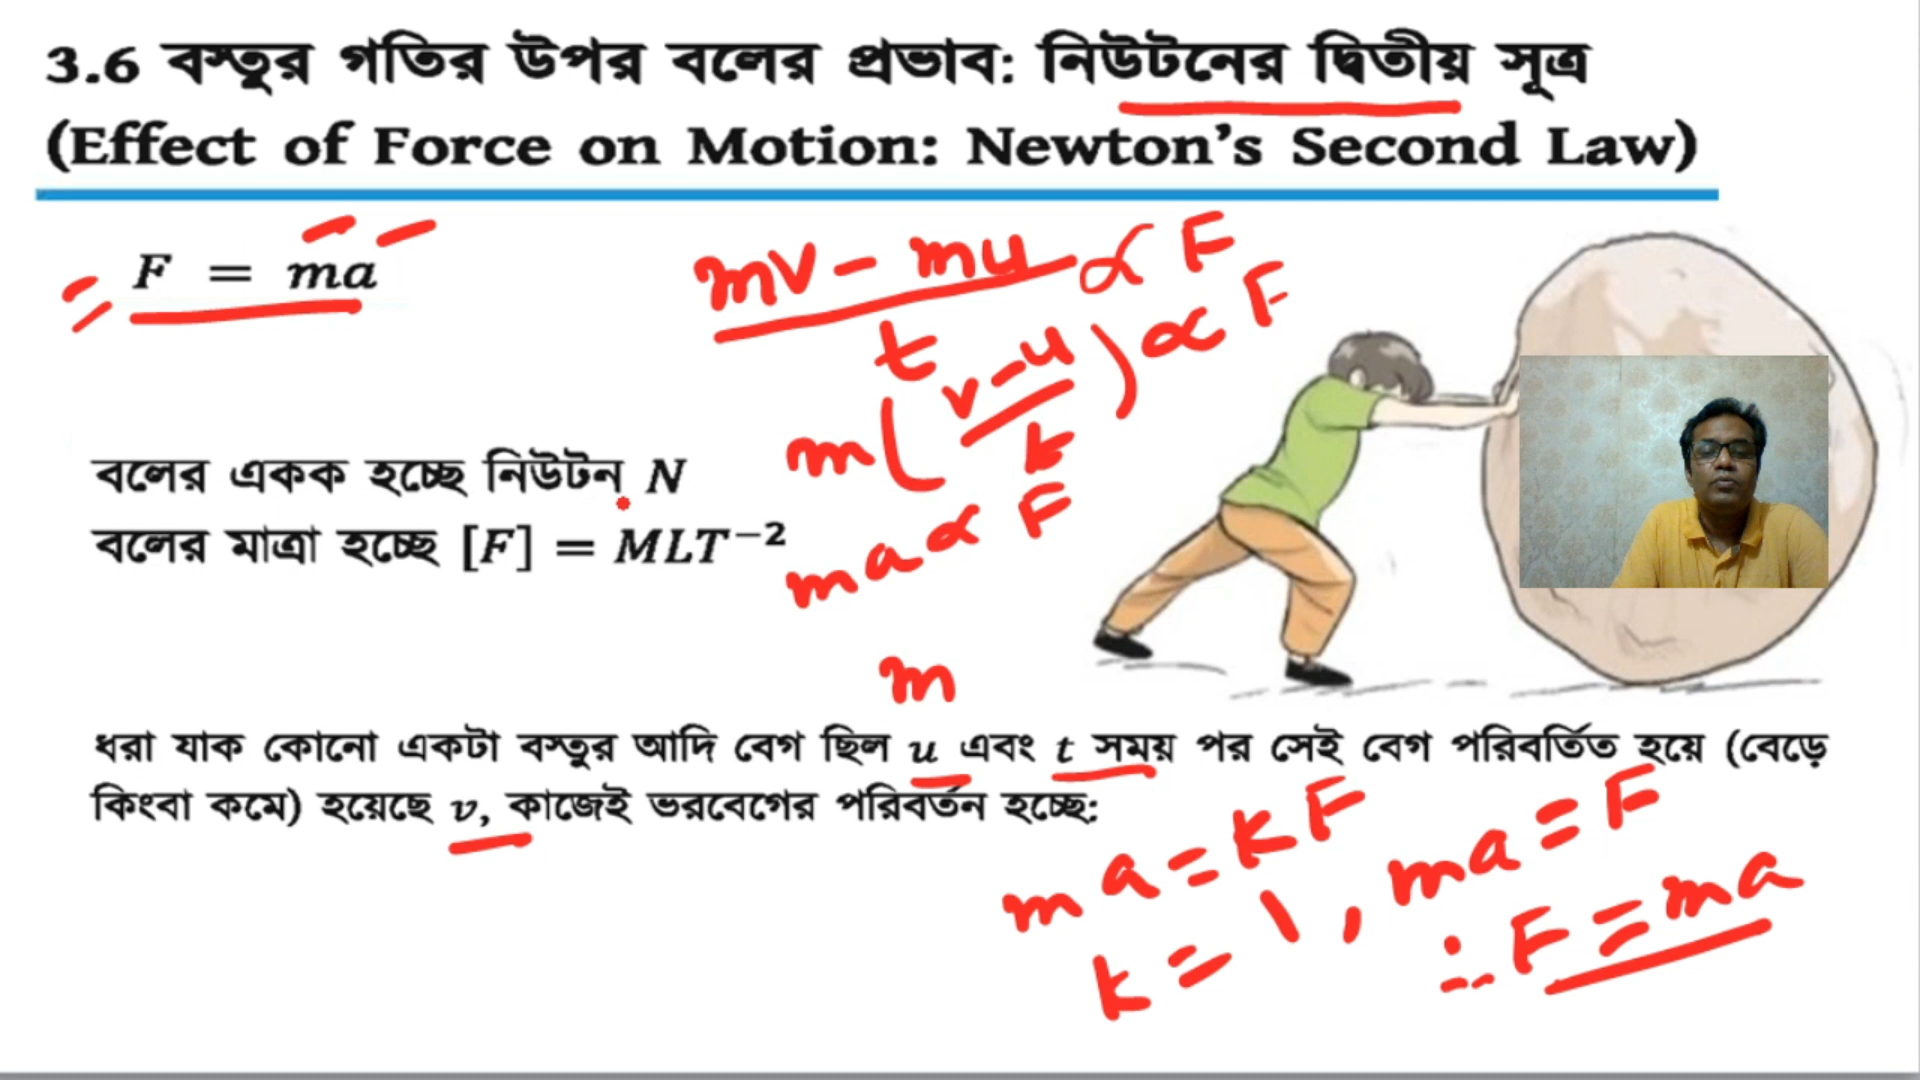 3.6 বস্তুর গতির উপর বলের প্রভাব: নিউটনের দ্বিতীয় সূত্র
(Effect of Force on Motion: Newton's Second Law)
= F = ma
mv - mu / t ∝ F
m ( v - u / t ) ∝ F
ma ∝ F
বলের একক হচ্ছে নিউটন N
বলের মাত্রা হচ্ছে [F] = MLT⁻²
m
ধরা যাক কোনো একটা বস্তুর আদি বেগ ছিল u এবং t সময় পর সেই বেগ পরিবর্তিত হয়ে (বেড়ে
কিংবা কমে) হয়েছে v, কাজেই ভরবেগের পরিবর্তন হচ্ছে:
ma = kF
k = 1, ma = F
∴ F = ma